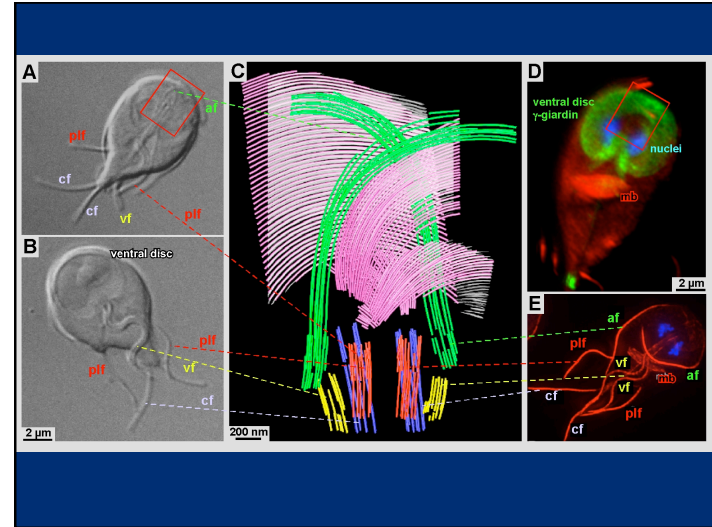 A
af
plf
cf
cf
vf
plf
B
ventral disc
plf
plf
vf
cf
2 µm
C
200 nm
D
ventral disc
γ-giardin
nuclei
mb
2 µm
E
af
plf
vf
vf
mb
af
plf
cf
cf